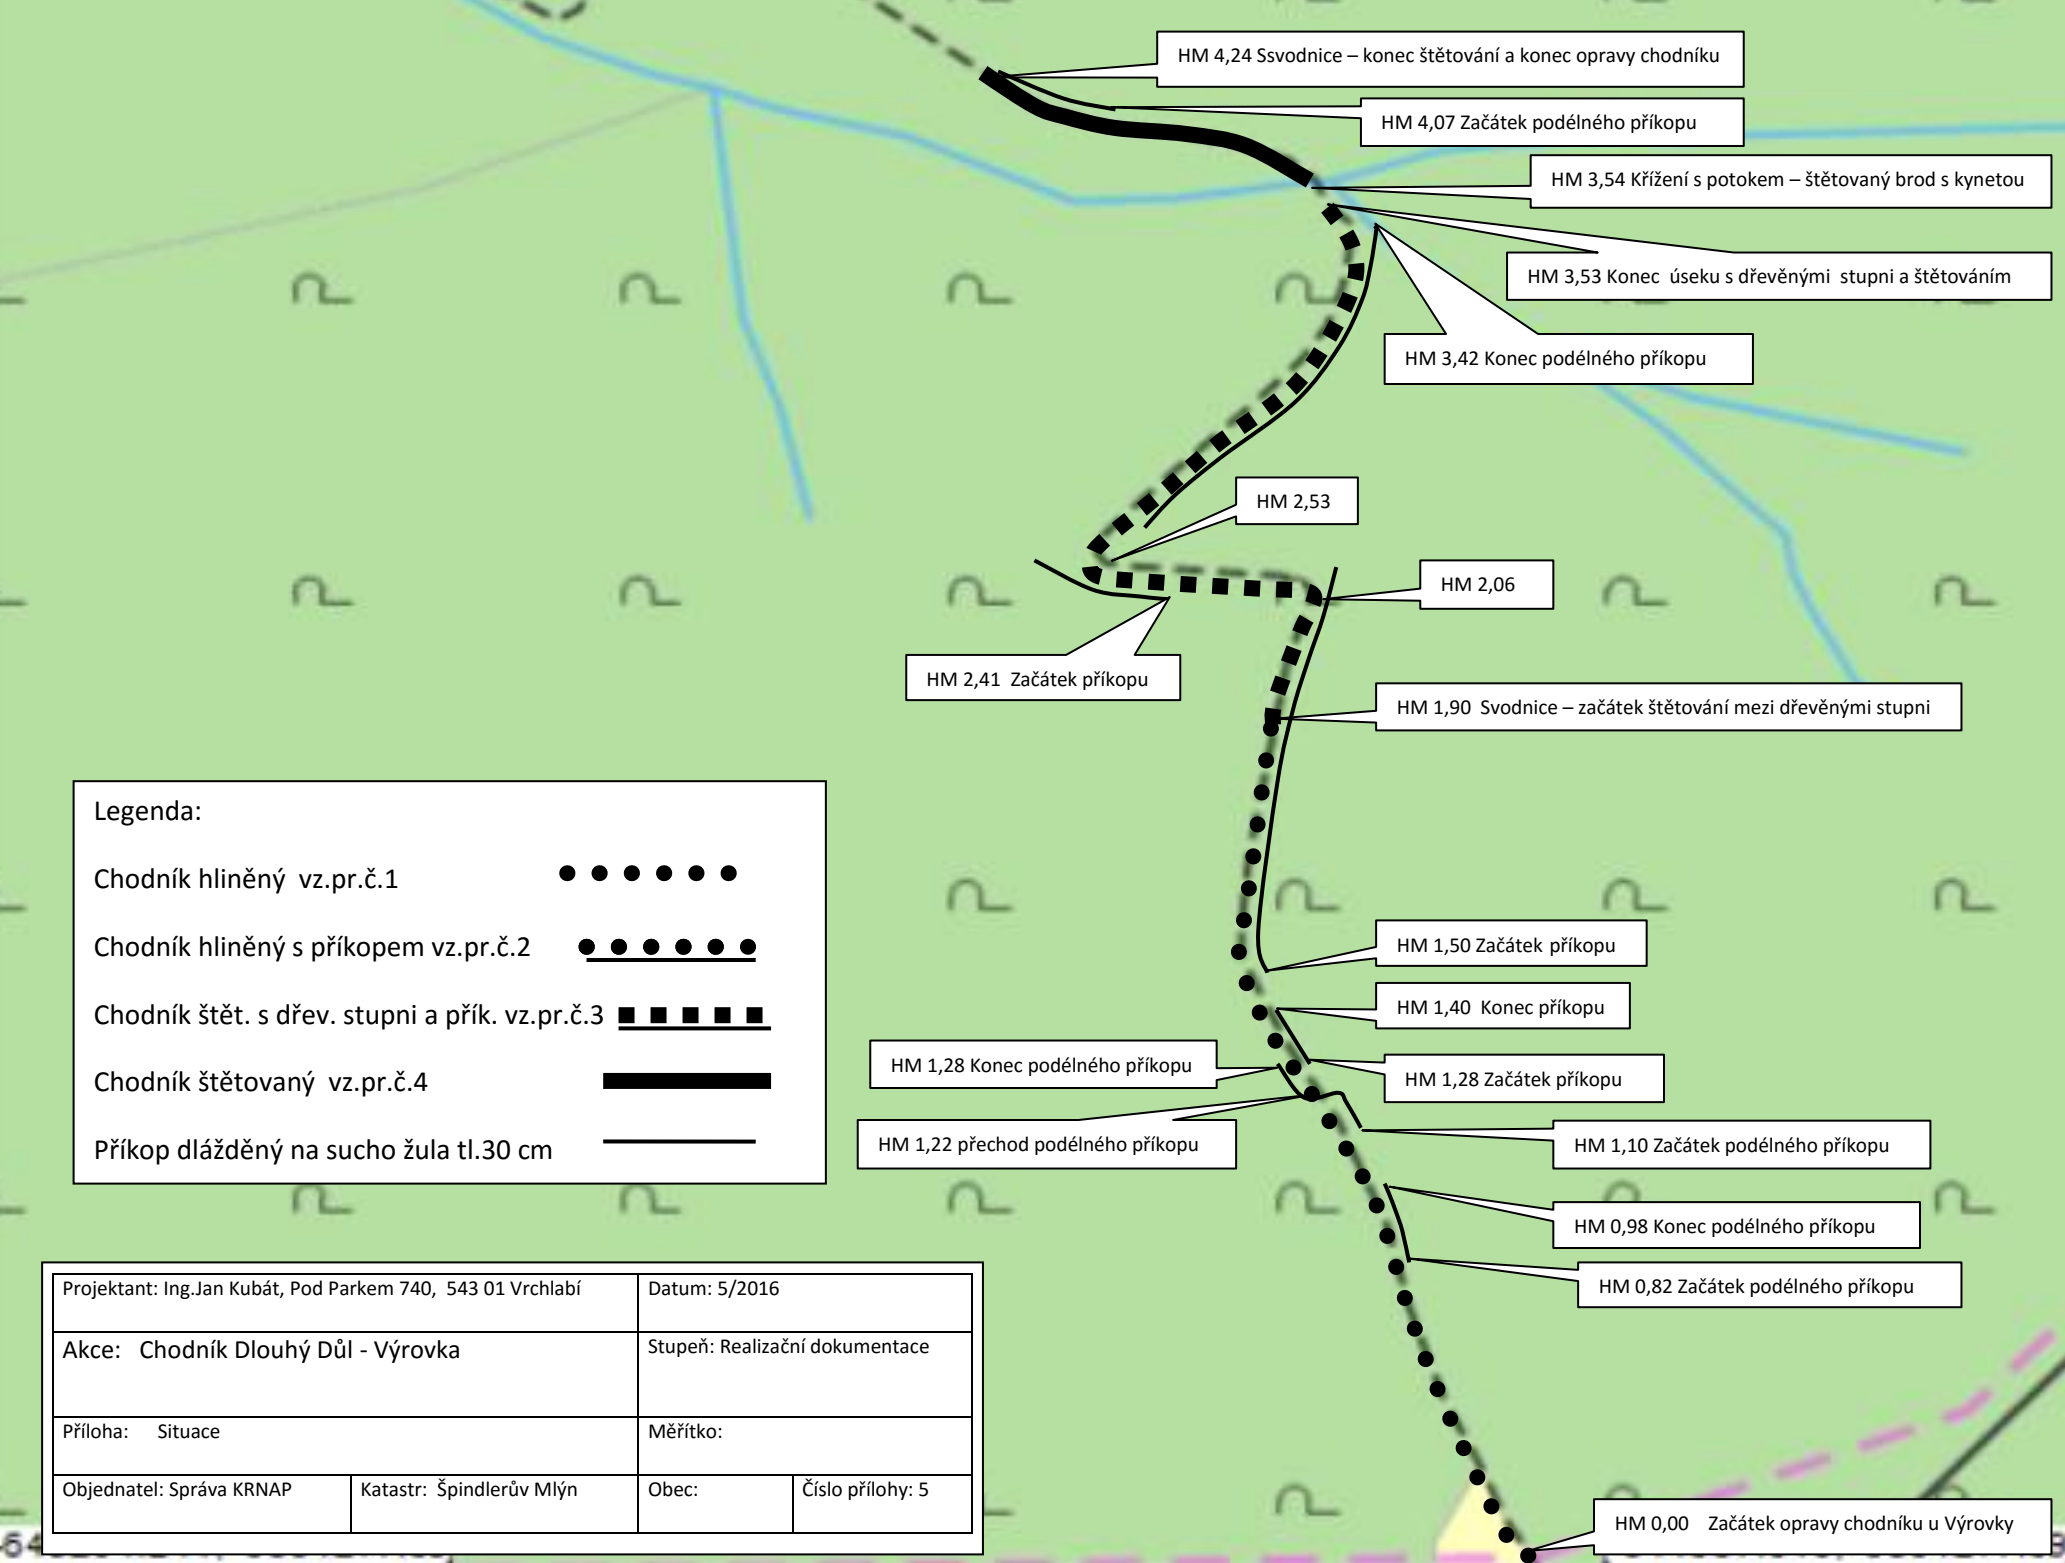 HM 4,24 Ssvodnice – konec štětování a konec opravy chodníku
HM 4,07 Začátek podélného příkopu
HM 3,54 Křížení s potokem – štětovaný brod s kynetou
HM 3,53 Konec úseku s dřevěnými stupni a štětováním
HM 3,42 Konec podélného příkopu
HM 2,53
HM 2,06
HM 2,41 Začátek příkopu
HM 1,90 Svodnice – začátek štětování mezi dřevěnými stupni
Legenda:
Chodník hliněný vz.pr.č.1
Chodník hliněný s příkopem vz.pr.č.2
Chodník štět. s dřev. stupni a přík. vz.pr.č.3
Chodník štětovaný vz.pr.č.4
Příkop dlážděný na sucho žula tl.30 cm
HM 1,50 Začátek příkopu
HM 1,40 Konec příkopu
HM 1,28 Konec podélného příkopu
HM 1,28 Začátek příkopu
HM 1,22 přechod podélného příkopu
HM 1,10 Začátek podélného příkopu
HM 0,98 Konec podélného příkopu
HM 0,82 Začátek podélného příkopu
Projektant: Ing.Jan Kubát, Pod Parkem 740, 543 01 Vrchlabí
Datum: 5/2016
Akce: Chodník Dlouhý Důl - Výrovka
Stupeň: Realizační dokumentace
Příloha: Situace
Měřítko:
Objednatel: Správa KRNAP
Katastr: Špindlerův Mlýn
Obec:
Číslo přílohy: 5
HM 0,00 Začátek opravy chodníku u Výrovky